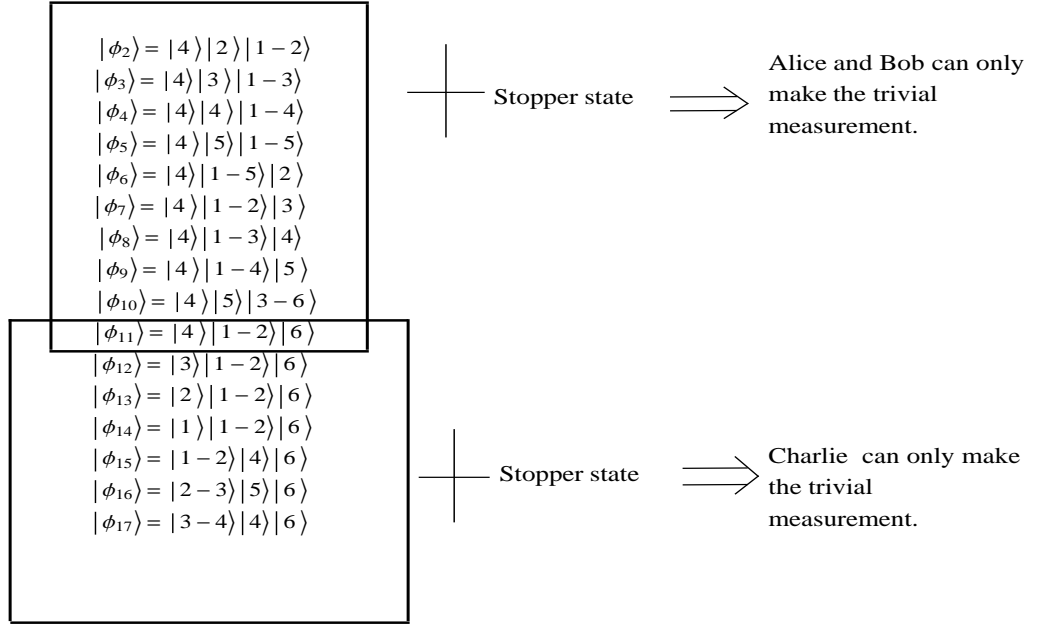 |ϕ₂⟩ = |4⟩|2⟩|1 − 2⟩
|ϕ₃⟩ = |4⟩|3⟩|1 − 3⟩
|ϕ₄⟩ = |4⟩|4⟩|1 − 4⟩
|ϕ₅⟩ = |4⟩|5⟩|1 − 5⟩
|ϕ₆⟩ = |4⟩|1 − 5⟩|2⟩
|ϕ₇⟩ = |4⟩|1 − 2⟩|3⟩
|ϕ₈⟩ = |4⟩|1 − 3⟩|4⟩
|ϕ₉⟩ = |4⟩|1 − 4⟩|5⟩
|ϕ₁₀⟩ = |4⟩|5⟩|3 − 6⟩
|ϕ₁₁⟩ = |4⟩|1 − 2⟩|6⟩
|ϕ₁₂⟩ = |3⟩|1 − 2⟩|6⟩
|ϕ₁₃⟩ = |2⟩|1 − 2⟩|6⟩
|ϕ₁₄⟩ = |1⟩|1 − 2⟩|6⟩
|ϕ₁₅⟩ = |1 − 2⟩|4⟩|6⟩
|ϕ₁₆⟩ = |2 − 3⟩|5⟩|6⟩
|ϕ₁₇⟩ = |3 − 4⟩|4⟩|6⟩
+ Stopper state ⟹
Alice and Bob can only
make the trivial
measurement.
+ Stopper state ⟹
Charlie can only make
the trivial
measurement.